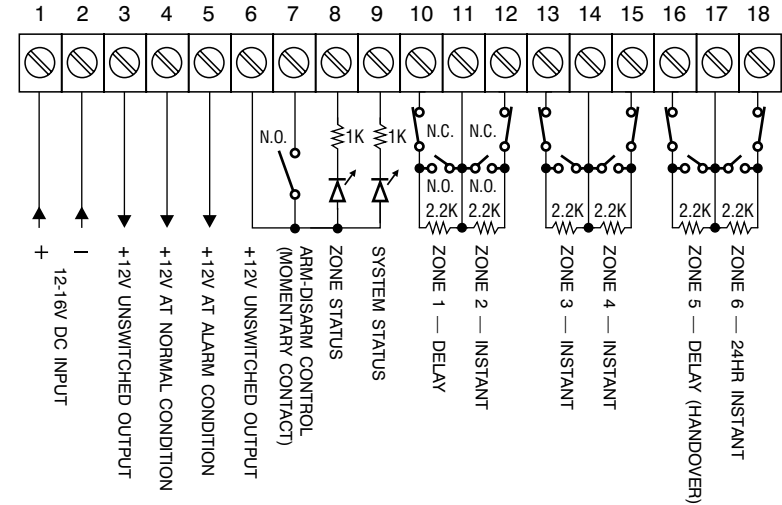 1 2 3 4 5 6 7 8 9 10 11 12 13 14 15 16 17 18
N.O.
1K
1K
N.C.
N.C.
N.O.
N.O.
2.2K
2.2K
2.2K
2.2K
2.2K
2.2K
+
–
12-16V DC INPUT
+12V UNSWITCHED OUTPUT
+12V AT NORMAL CONDITION
+12V AT ALARM CONDITION
+12V UNSWITCHED OUTPUT
ARM-DISARM CONTROL
(MOMENTARY CONTACT)
ZONE STATUS
SYSTEM STATUS
ZONE 1 — DELAY
ZONE 2 — INSTANT
ZONE 3 — INSTANT
ZONE 4 — INSTANT
ZONE 5 — DELAY (HANDOVER)
ZONE 6 — 24HR INSTANT